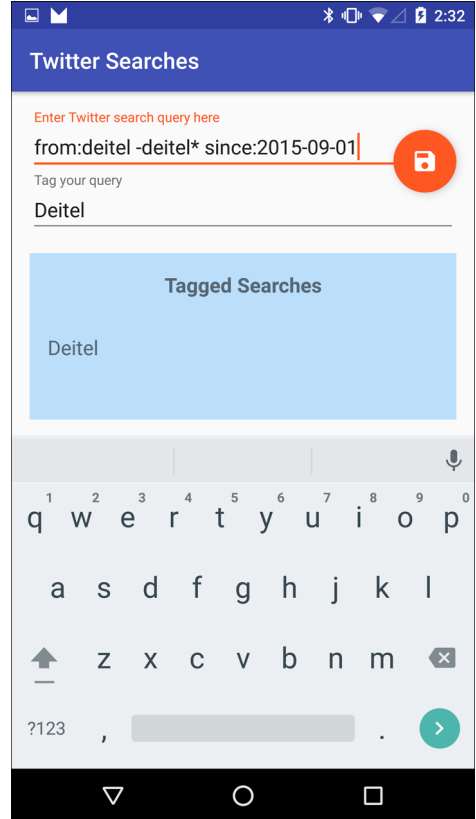 2:32
Twitter Searches
Enter Twitter search query here
from:deitel -deitel* since:2015-09-01
Tag your query
Deitel
Tagged Searches
Deitel
1 2 3 4 5 6 7 8 9 0
q w e r t y u i o p
a s d f g h j k l
z x c v b n m
?123 , .